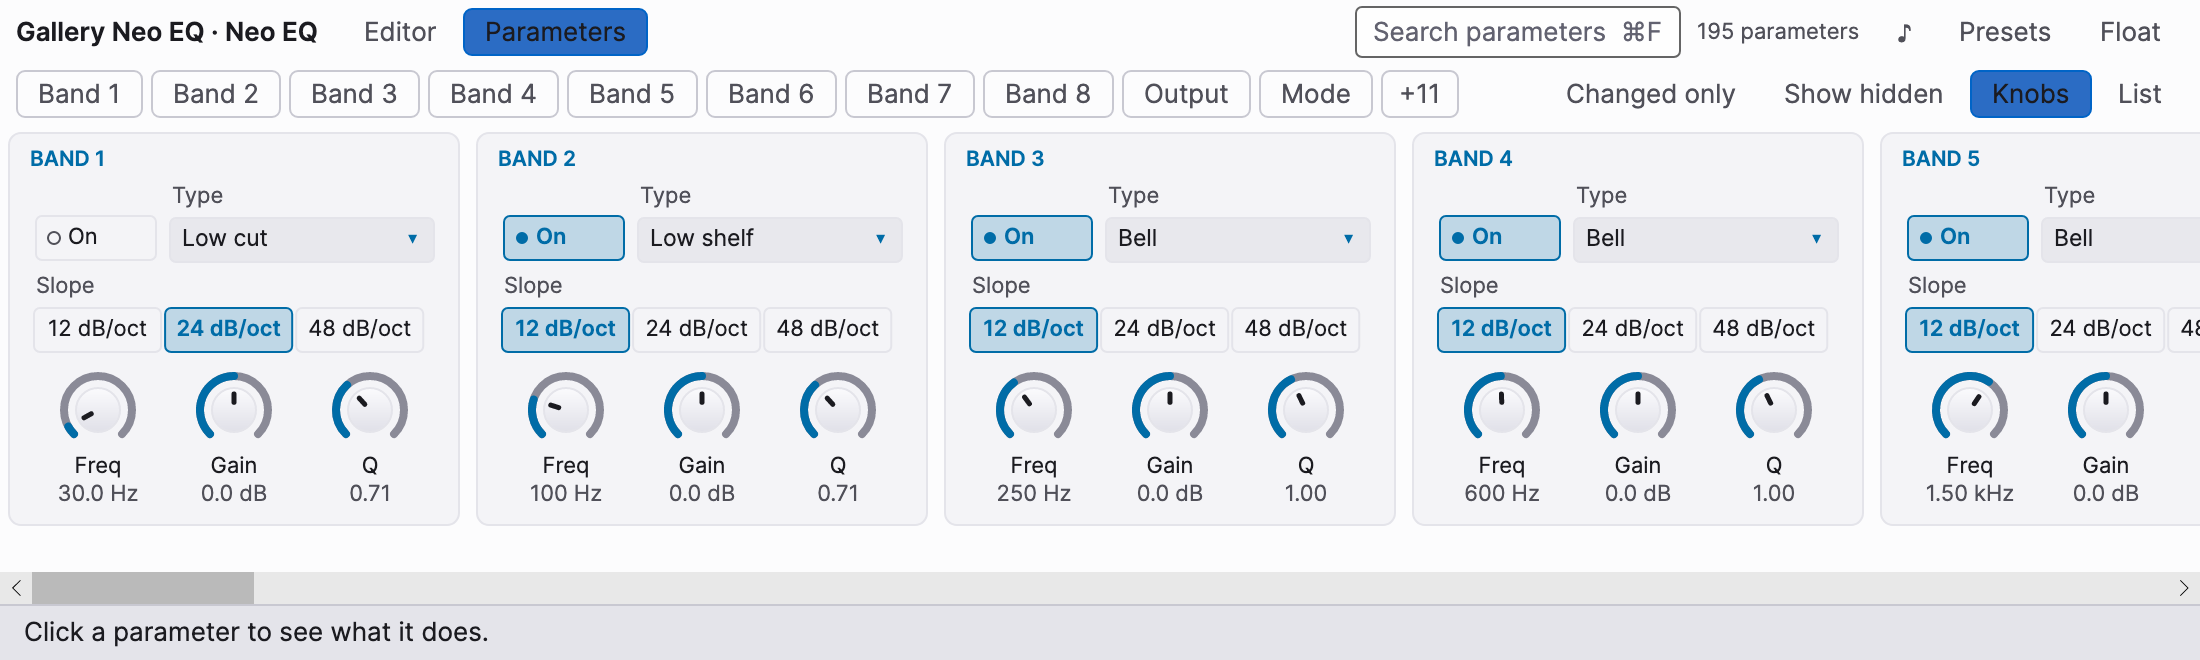 Gallery Neo EQ · Neo EQ Editor Parameters Search parameters ⌘F 195 parameters Presets Float
Band 1 Band 2 Band 3 Band 4 Band 5 Band 6 Band 7 Band 8 Output Mode +11 Changed only Show hidden Knobs List
BAND 1
Type
On Low cut
Slope
12 dB/oct 24 dB/oct 48 dB/oct
Freq Gain Q
30.0 Hz 0.0 dB 0.71
BAND 2
Type
On Low shelf
Slope
12 dB/oct 24 dB/oct 48 dB/oct
Freq Gain Q
100 Hz 0.0 dB 0.71
BAND 3
Type
On Bell
Slope
12 dB/oct 24 dB/oct 48 dB/oct
Freq Gain Q
250 Hz 0.0 dB 1.00
BAND 4
Type
On Bell
Slope
12 dB/oct 24 dB/oct 48 dB/oct
Freq Gain Q
600 Hz 0.0 dB 1.00
BAND 5
Type
On Bell
Slope
12 dB/oct 24 dB/oct
Freq Gain
1.50 kHz 0.0 dB
Click a parameter to see what it does.